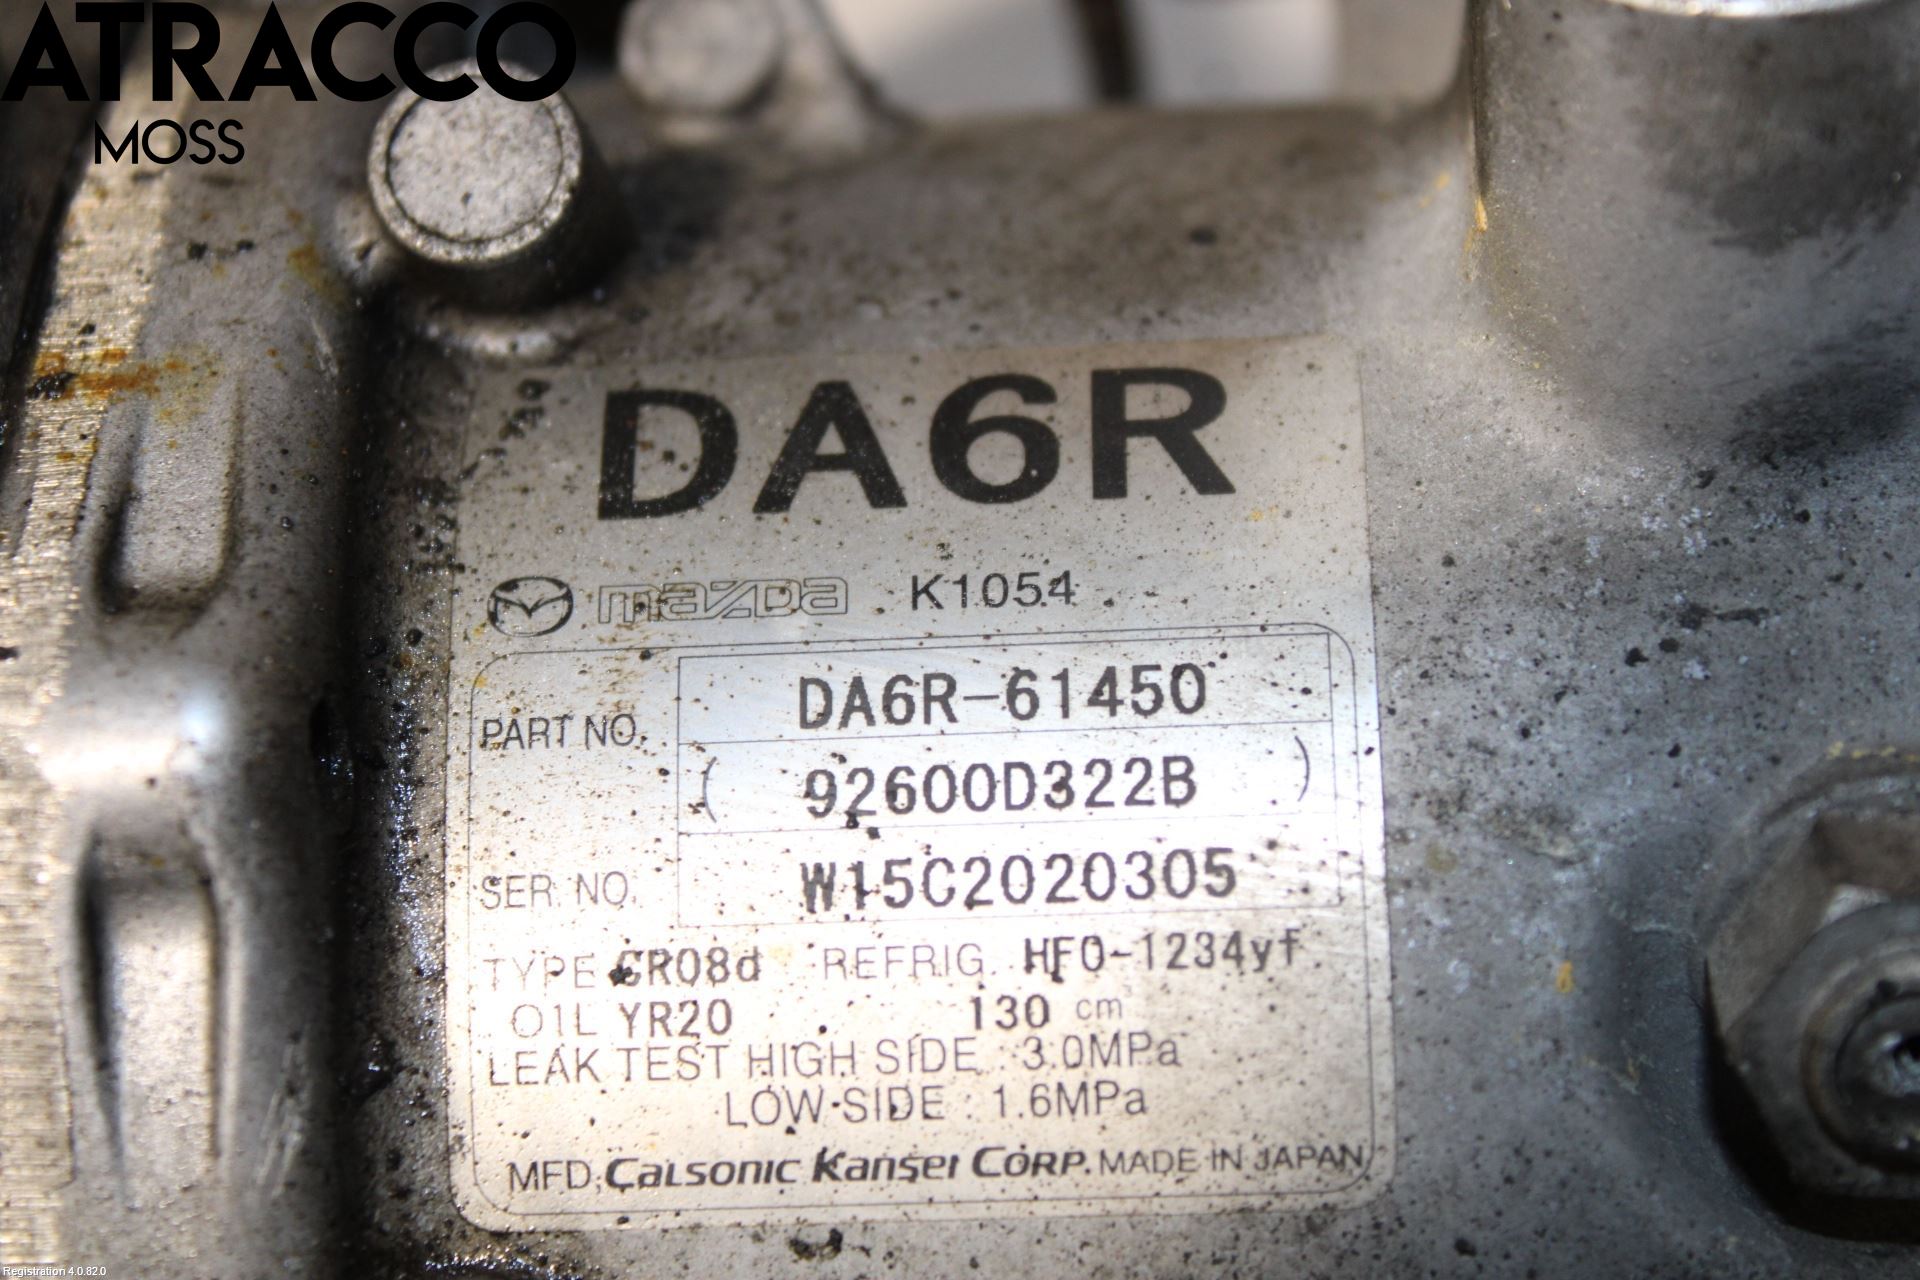 ATRACCO
MOSS
DA6R
mazda K1054
PART NO. DA6R-61450
( 92600D322B )
SER. NO. W15C2020305
TYPE CR08d REFRIG. HFO-1234yf
OIL YR20 130 cm³
LEAK TEST HIGH SIDE : 3.0MPa
LOW SIDE : 1.6MPa
MFD. CALSONIC KANSEI CORP. MADE IN JAPAN
Registration 4.0.82.0